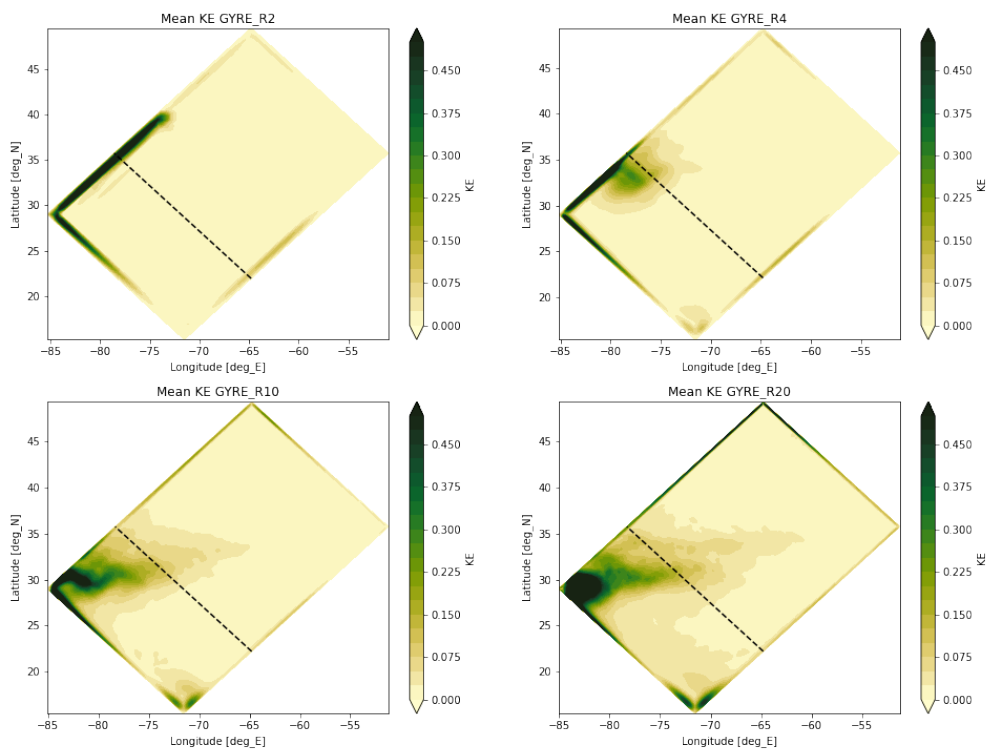 Mean KE GYRE_R2
45
40
35
30
25
20
Latitude [deg_N]
−85 −80 −75 −70 −65 −60 −55
Longitude [deg_E]
0.450
0.375
0.300
0.225
0.150
0.075
0.000
KE
Mean KE GYRE_R4
45
40
35
30
25
20
Latitude [deg_N]
−85 −80 −75 −70 −65 −60 −55
Longitude [deg_E]
0.450
0.375
0.300
0.225
0.150
0.075
0.000
KE
Mean KE GYRE_R10
45
40
35
30
25
20
Latitude [deg_N]
−85 −80 −75 −70 −65 −60 −55
Longitude [deg_E]
0.450
0.375
0.300
0.225
0.150
0.075
0.000
KE
Mean KE GYRE_R20
45
40
35
30
25
20
Latitude [deg_N]
−85 −80 −75 −70 −65 −60 −55
Longitude [deg_E]
0.450
0.375
0.300
0.225
0.150
0.075
0.000
KE